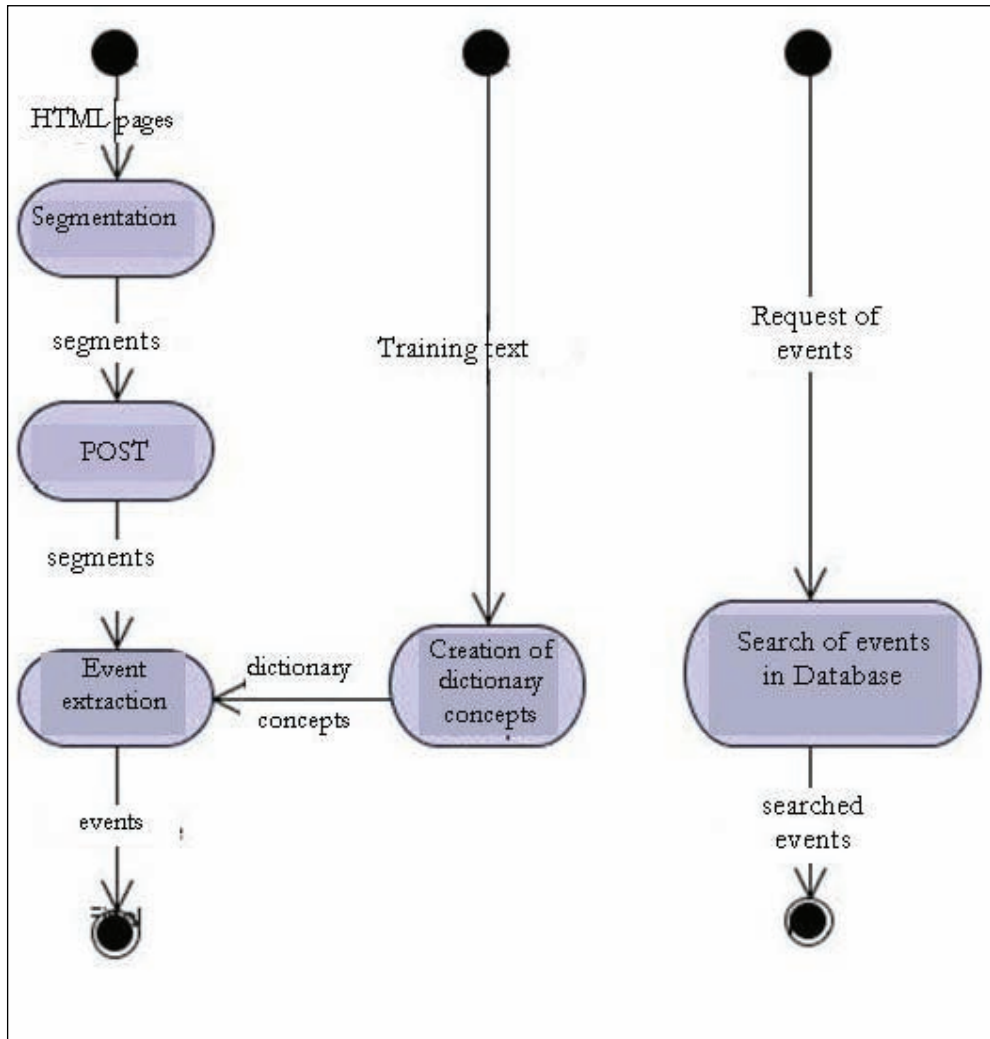 HTML pages
Segmentation
segments
POST
segments
Event
extraction
events
Training text
Creation of
dictionary
concepts
dictionary
concepts
Request of
events
Search of events
in Database
searched
events